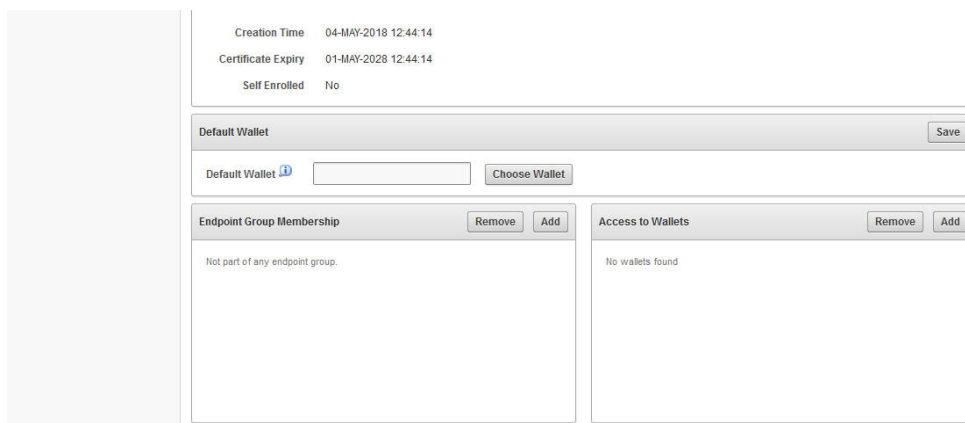 Creation Time 04-MAY-2018 12:44:14
Certificate Expiry 01-MAY-2028 12:44:14
Self Enrolled No
Default Wallet Save
Default Wallet Choose Wallet
Endpoint Group Membership Remove Add
Not part of any endpoint group.
Access to Wallets Remove Add
No wallets found